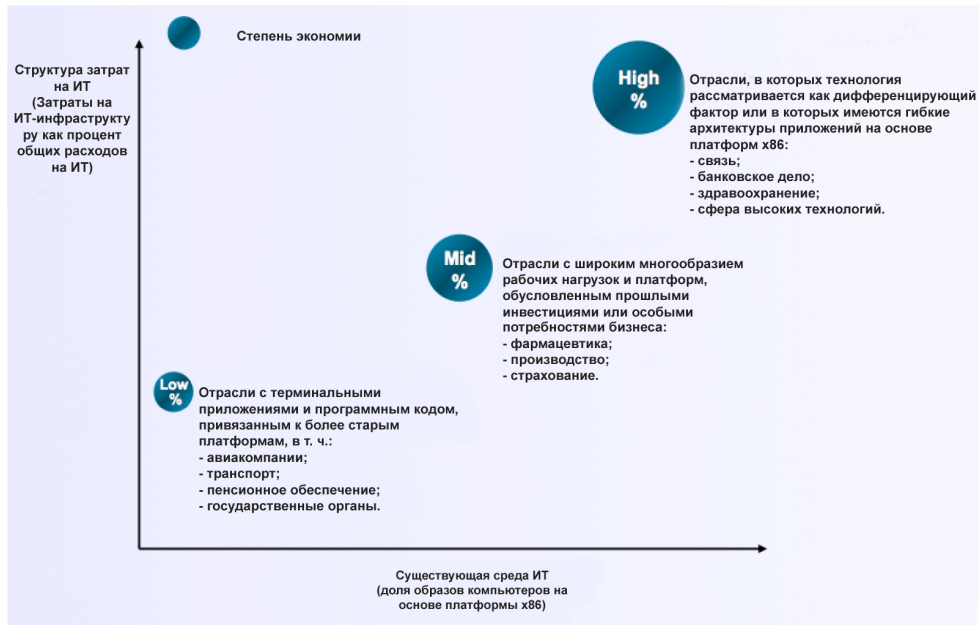 Степень экономии
Структура затрат
на ИТ
(Затраты на
ИТ-инфраструкту
ру как процент
общих расходов
на ИТ)
High
%
Отрасли, в которых технология
рассматривается как дифференцирующий
фактор или в которых имеются гибкие
архитектуры приложений на основе
платформ x86:
- связь;
- банковское дело;
- здравоохранение;
- сфера высоких технологий.
Mid
%
Отрасли с широким многообразием
рабочих нагрузок и платформ,
обусловленным прошлыми
инвестициями или особыми
потребностями бизнеса:
- фармацевтика;
- производство;
- страхование.
Low
%
Отрасли с терминальными
приложениями и программным кодом,
привязанным к более старым
платформам, в т. ч.:
- авиакомпании;
- транспорт;
- пенсионное обеспечение;
- государственные органы.
Существующая среда ИТ
(доля образов компьютеров на
основе платформы x86)